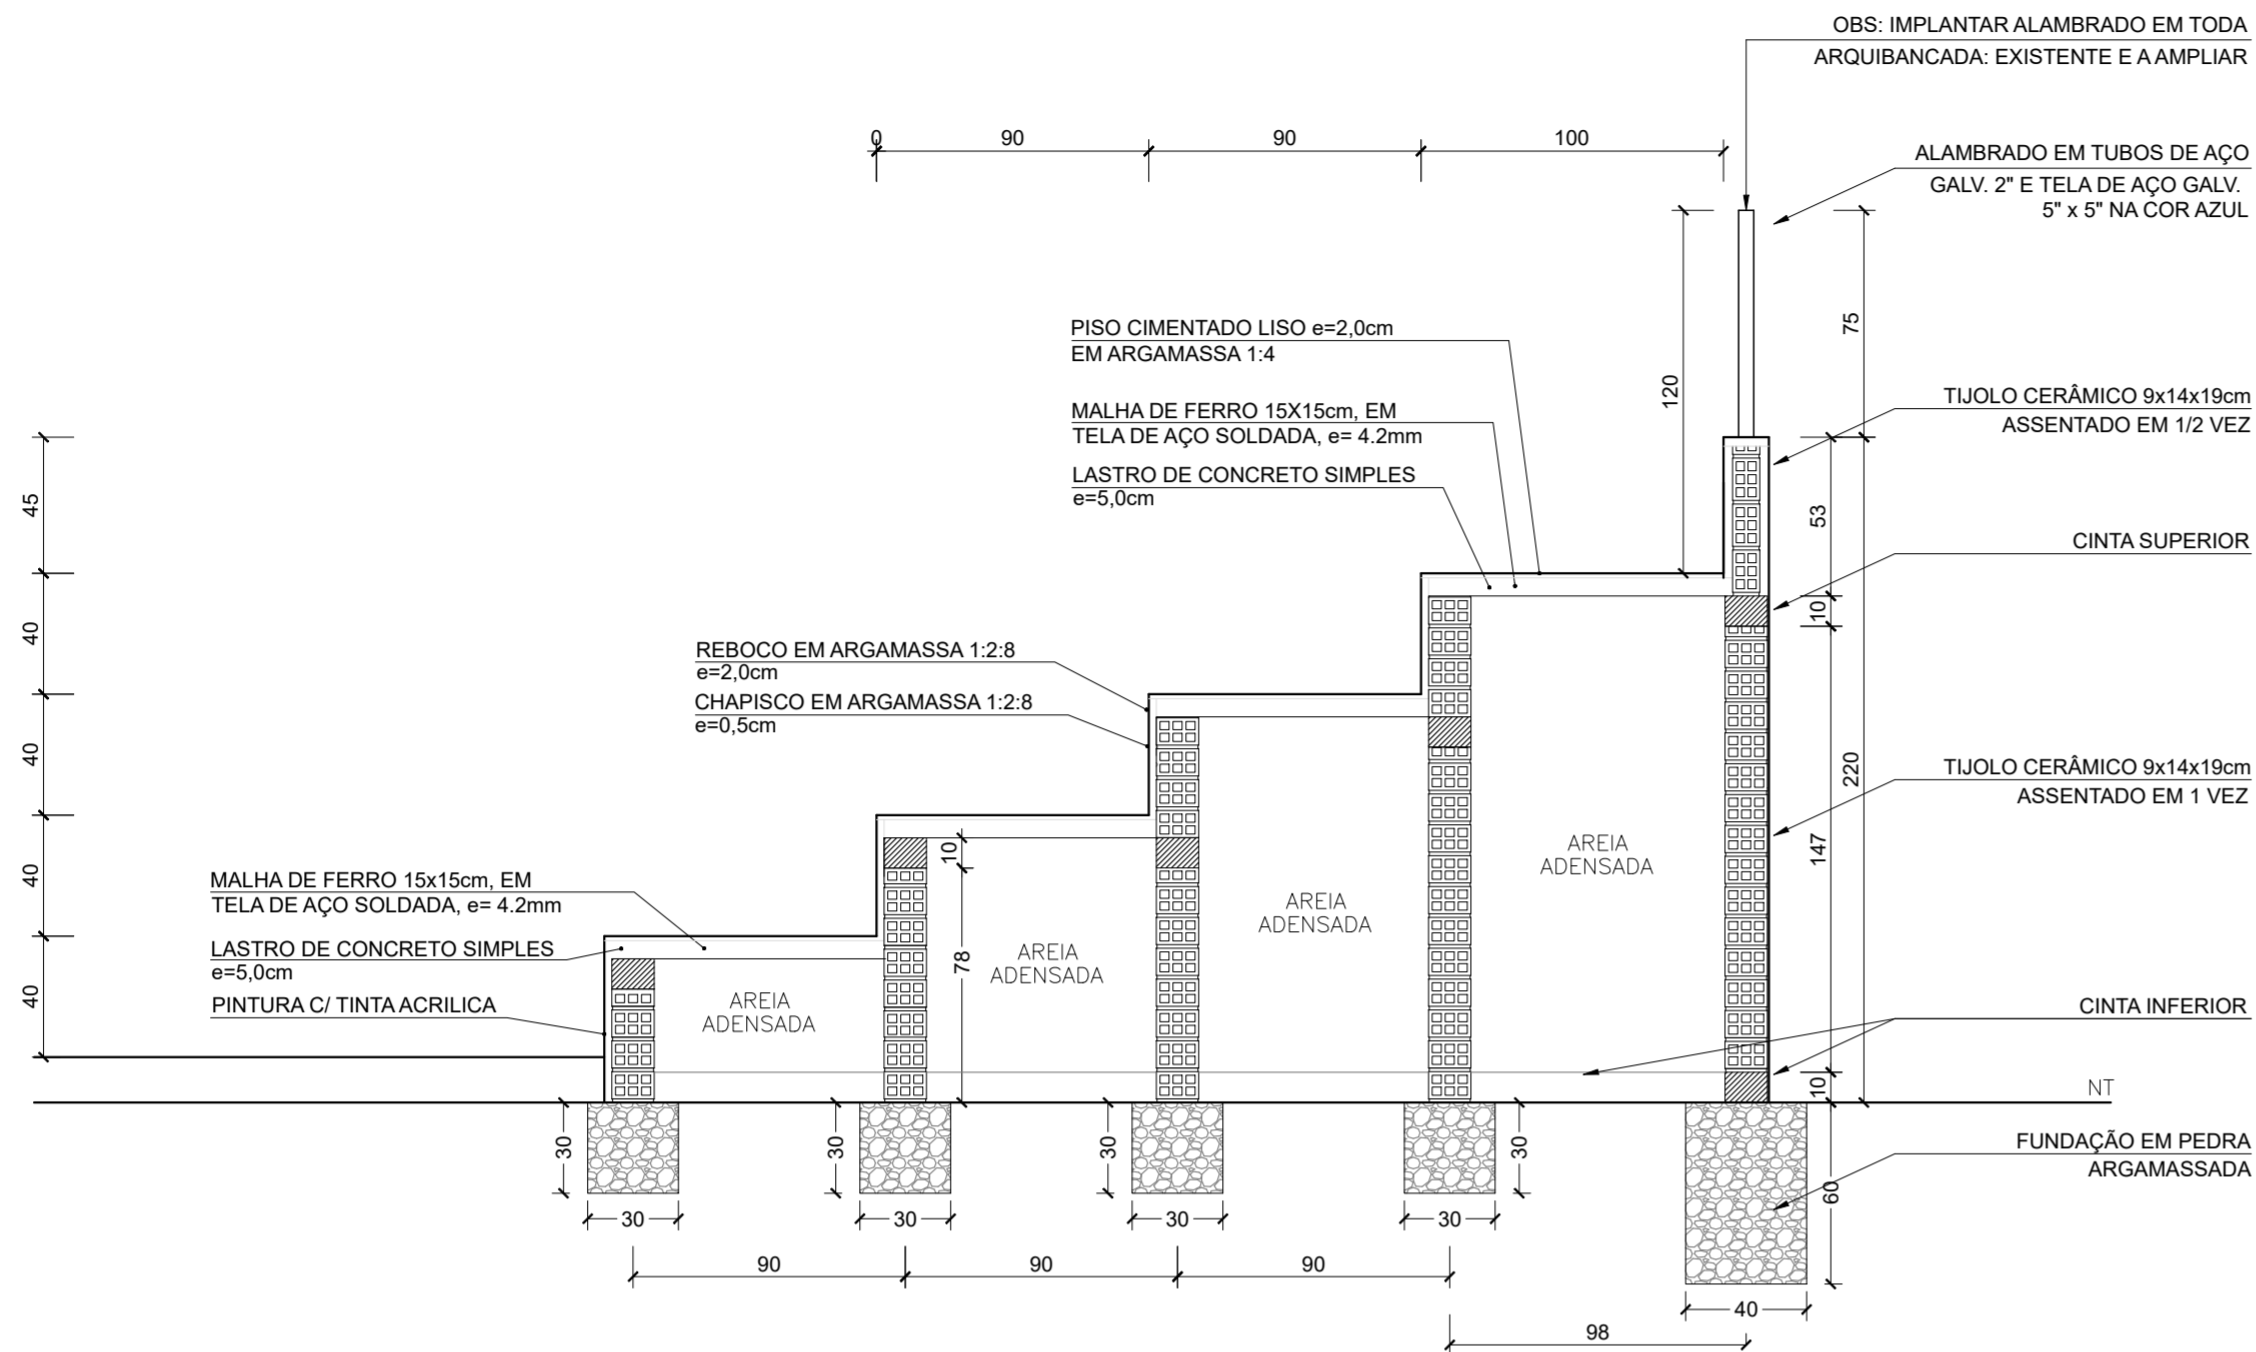 OBS: IMPLANTAR ALAMBRADO EM TODA
ARQUIBANCADA: EXISTENTE E A AMPLIAR
0
90
90
100
ALAMBRADO EM TUBOS DE AÇO
GALV. 2" E TELA DE AÇO GALV.
5" x 5" NA COR AZUL
120
75
PISO CIMENTADO LISO e=2,0cm
EM ARGAMASSA 1:4
MALHA DE FERRO 15X15cm, EM
TELA DE AÇO SOLDADA, e= 4.2mm
LASTRO DE CONCRETO SIMPLES
e=5,0cm
TIJOLO CERÂMICO 9x14x19cm
ASSENTADO EM 1/2 VEZ
45
53
CINTA SUPERIOR
10
40
REBOCO EM ARGAMASSA 1:2:8
e=2,0cm
CHAPISCO EM ARGAMASSA 1:2:8
e=0,5cm
40
220
TIJOLO CERÂMICO 9x14x19cm
ASSENTADO EM 1 VEZ
147
10
40
AREIA
ADENSADA
AREIA
ADENSADA
AREIA
ADENSADA
AREIA
ADENSADA
78
MALHA DE FERRO 15x15cm, EM
TELA DE AÇO SOLDADA, e= 4.2mm
LASTRO DE CONCRETO SIMPLES
e=5,0cm
PINTURA C/ TINTA ACRILICA
40
CINTA INFERIOR
10
NT
30
30
30
30
FUNDAÇÃO EM PEDRA
ARGAMASSADA
60
30
30
30
30
90
90
90
40
98